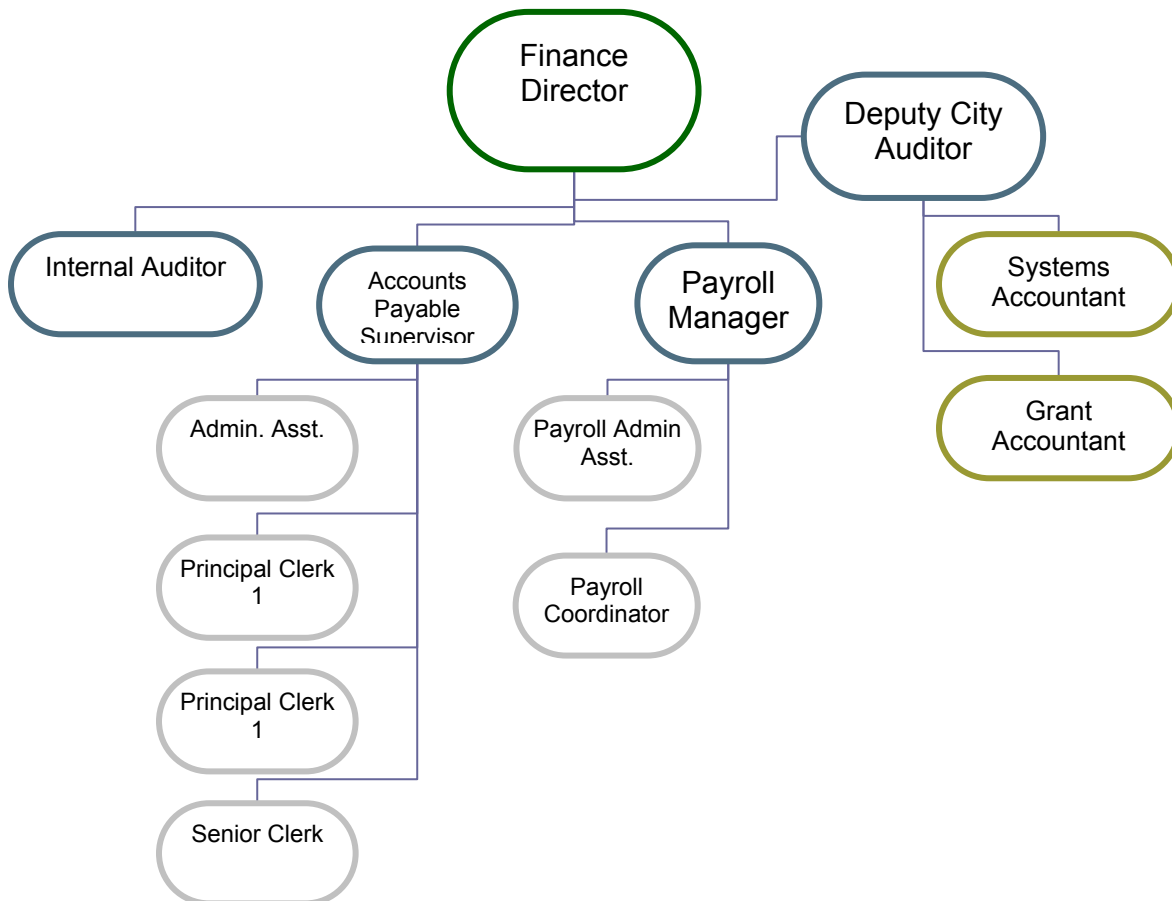 Finance
Director
Deputy City
Auditor
Internal Auditor
Accounts
Payable
Supervisor
Payroll
Manager
Systems
Accountant
Admin. Asst.
Payroll Admin
Asst.
Grant
Accountant
Principal Clerk
1
Payroll
Coordinator
Principal Clerk
1
Senior Clerk